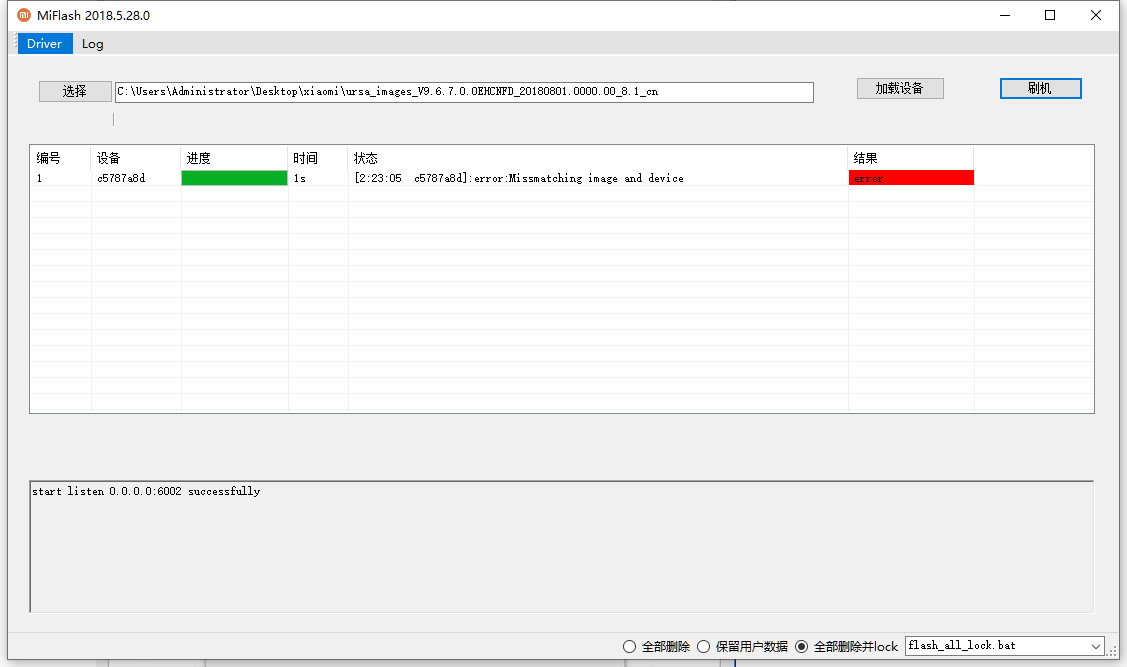 MiFlash 2018.5.28.0
Driver Log
选择 C:\Users\Administrator\Desktop\xiaomi\ursa_images_V9.6.7.0.OEHCNFD_20180801.0000.00_8.1_cn 加载设备 刷机
编号 设备 进度 时间 状态 结果
1 c5787a8d 1s [2:23:05 c5787a8d]:error:Missmatching image and device error
start listen 0.0.0.0:6002 successfully
全部删除 保留用户数据 全部删除并lock flash_all_lock.bat